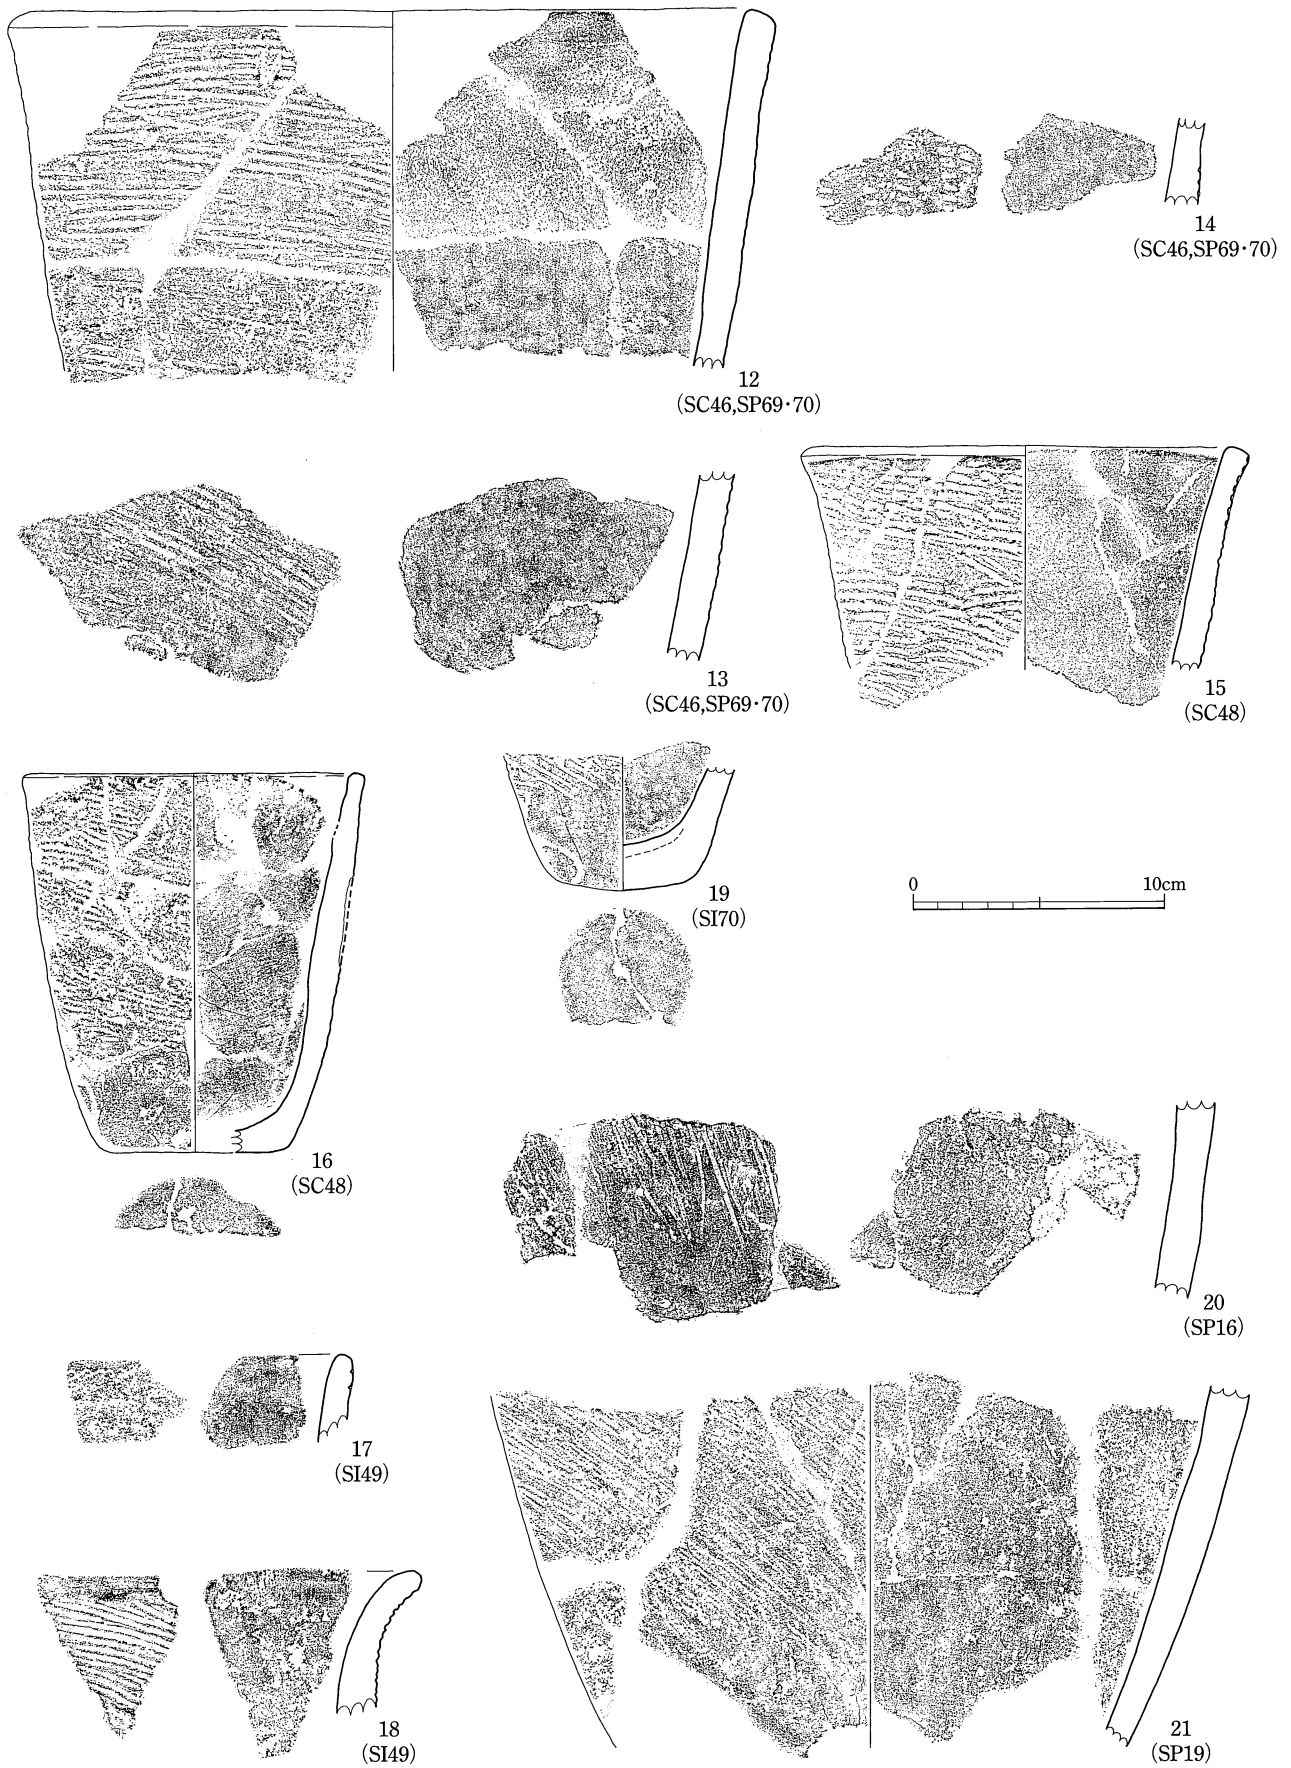 12
(SC46,SP69･70)
14
(SC46,SP69･70)
13
(SC46,SP69･70)
15
(SC48)
16
(SC48)
19
(SI70)
0 10cm
20
(SP16)
17
(SI49)
18
(SI49)
21
(SP19)